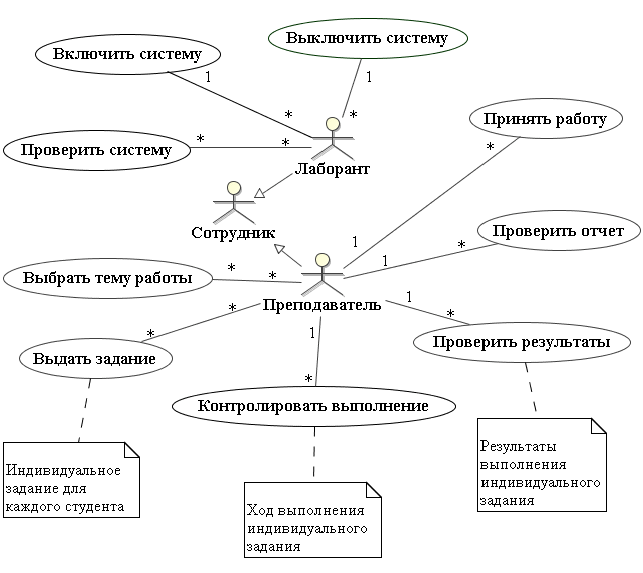 Выключить систему
Включить систему
1
1
*
*
Принять работу
*
Проверить систему
*
*
Лаборант
Сотрудник
1
Проверить отчет
*
1
Выбрать тему работы
*
*
Преподаватель
1
*
*
*
1
Проверить результаты
Выдать задание
*
Контролировать выполнение
Индивидуальное
задание для
каждого студента
Результаты
выполнения
индивидуального
задания
Ход выполнения
индивидуального
задания